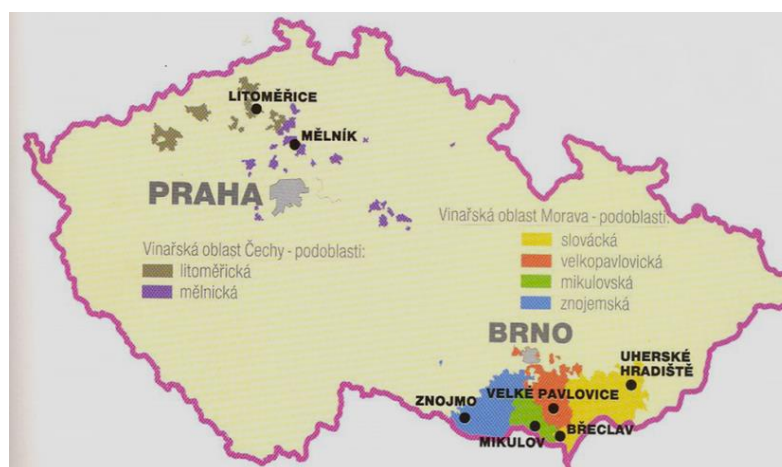 LITOMĚŘICE
MĚLNÍK
PRAHA
Vinařská oblast Čechy - podoblasti:
litoměřická
mělnická
Vinařská oblast Morava - podoblasti:
slovácká
velkopavlovická
mikulovská
znojemská
BRNO
UHERSKÉ
HRADIŠTĚ
ZNOJMO
VELKÉ PAVLOVICE
MIKULOV
BŘECLAV